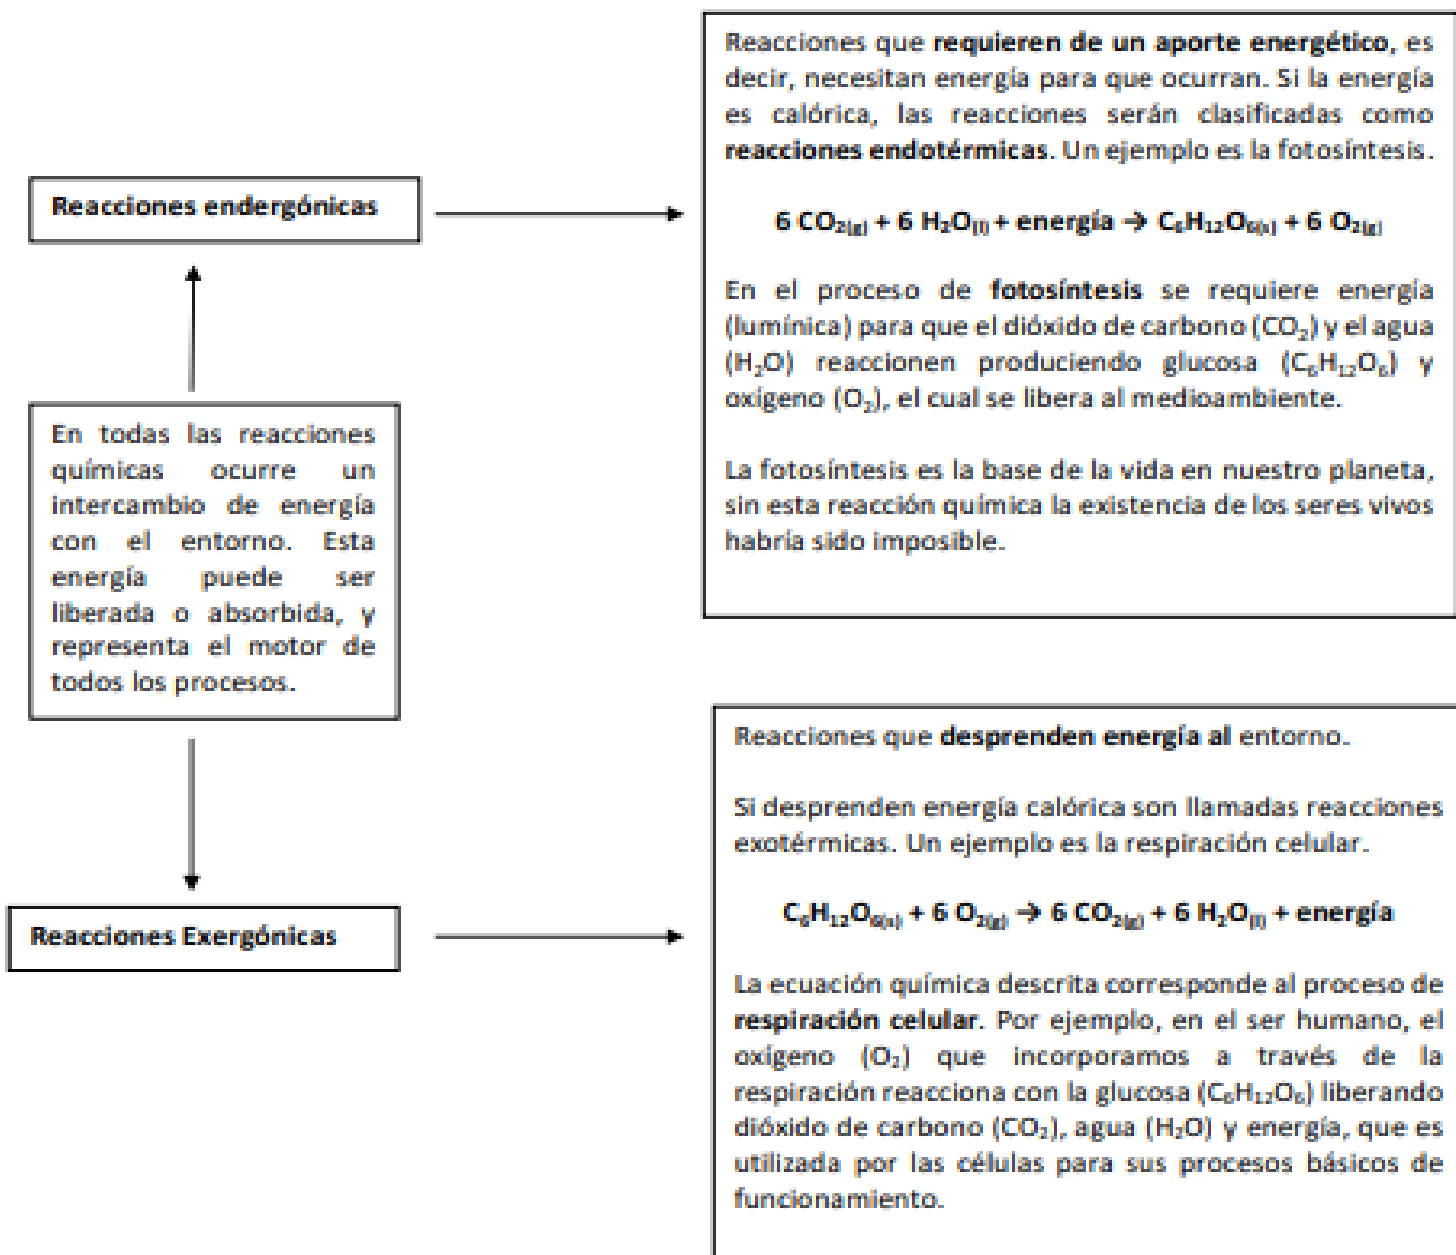 Reacciones que requieren de un aporte energético, es
decir, necesitan energía para que ocurran. Si la energía
es calórica, las reacciones serán clasificadas como
reacciones endotérmicas. Un ejemplo es la fotosíntesis.
6 CO₂(g) + 6 H₂O(l) + energía → C₆H₁₂O₆(s) + 6 O₂(g)
En el proceso de fotosíntesis se requiere energía
(lumínica) para que el dióxido de carbono (CO₂) y el agua
(H₂O) reaccionen produciendo glucosa (C₆H₁₂O₆) y
oxígeno (O₂), el cual se libera al medioambiente.
La fotosíntesis es la base de la vida en nuestro planeta,
sin esta reacción química la existencia de los seres vivos
habría sido imposible.
Reacciones endergónicas
En todas las reacciones
químicas ocurre un
intercambio de energía
con el entorno. Esta
energía puede ser
liberada o absorbida, y
representa el motor de
todos los procesos.
Reacciones Exergónicas
Reacciones que desprenden energía al entorno.
Si desprenden energía calórica son llamadas reacciones
exotérmicas. Un ejemplo es la respiración celular.
C₆H₁₂O₆(s) + 6 O₂(g) → 6 CO₂(g) + 6 H₂O(l) + energía
La ecuación química descrita corresponde al proceso de
respiración celular. Por ejemplo, en el ser humano, el
oxígeno (O₂) que incorporamos a través de la
respiración reacciona con la glucosa (C₆H₁₂O₆) liberando
dióxido de carbono (CO₂), agua (H₂O) y energía, que es
utilizada por las células para sus procesos básicos de
funcionamiento.